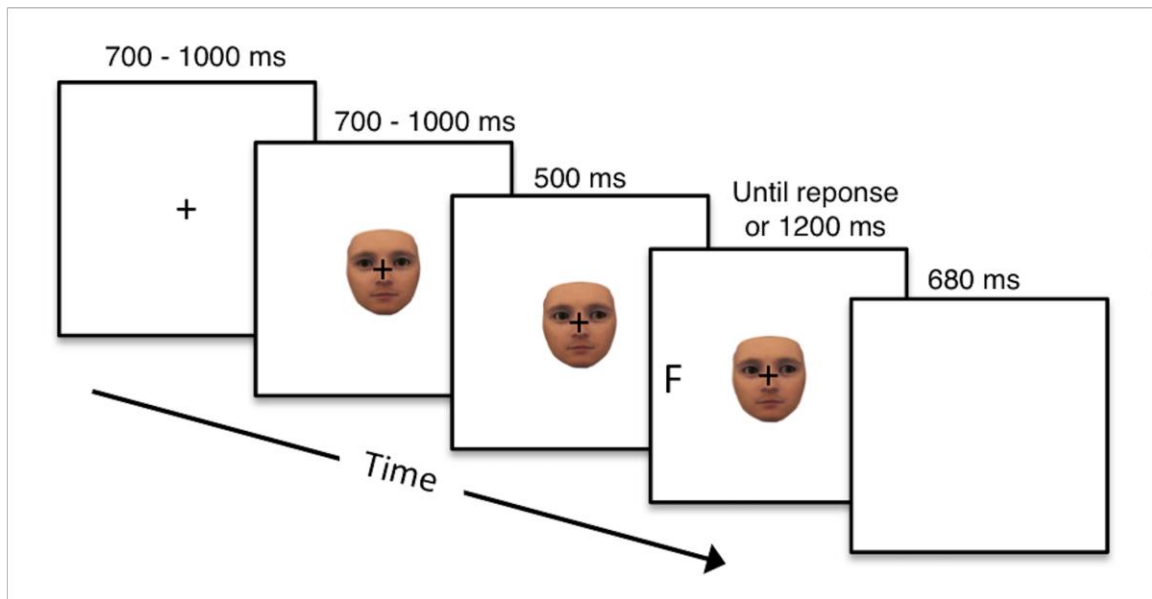 700 - 1000 ms
+
700 - 1000 ms
+
500 ms
+
Until reponse
or 1200 ms
F +
680 ms
Time